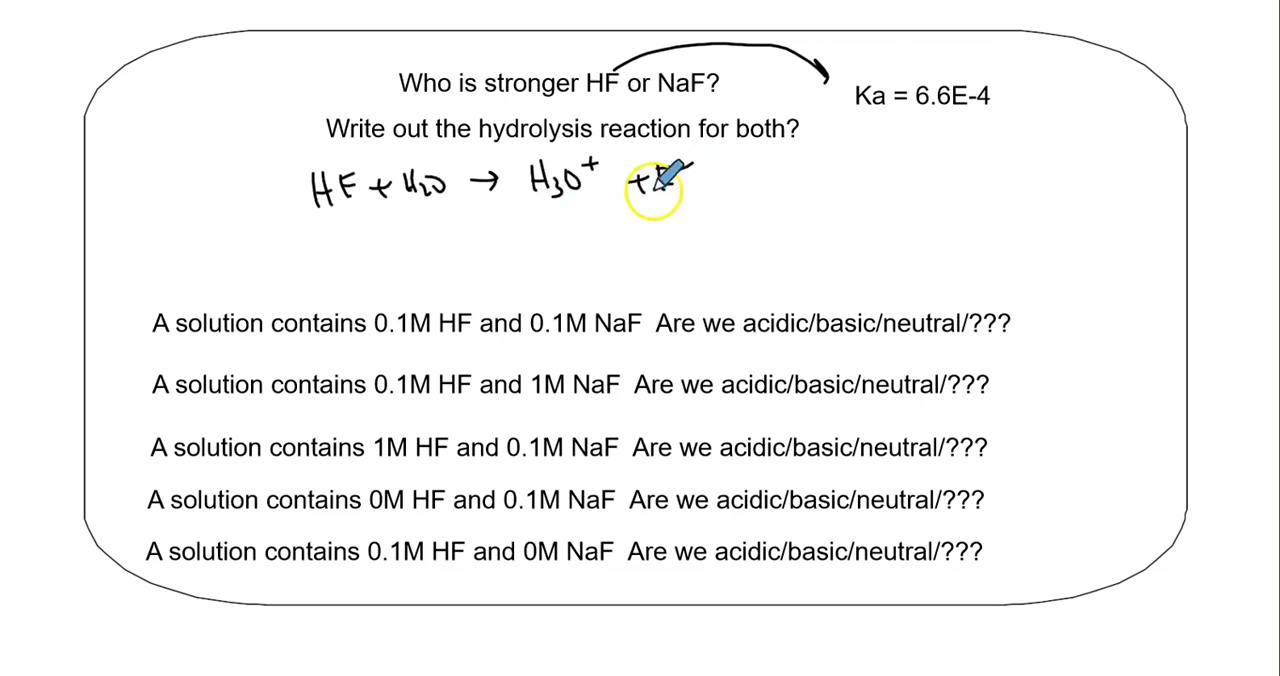 Who is stronger HF or NaF?
Ka = 6.6E-4
Write out the hydrolysis reaction for both?
HF + H₂O → H₃O⁺ +
A solution contains 0.1M HF and 0.1M NaF Are we acidic/basic/neutral/???
A solution contains 0.1M HF and 1M NaF Are we acidic/basic/neutral/???
A solution contains 1M HF and 0.1M NaF Are we acidic/basic/neutral/???
A solution contains 0M HF and 0.1M NaF Are we acidic/basic/neutral/???
A solution contains 0.1M HF and 0M NaF Are we acidic/basic/neutral/???